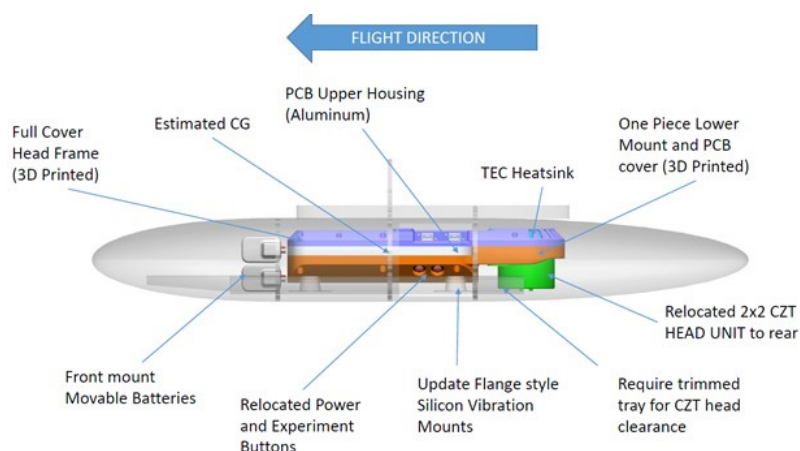 FLIGHT DIRECTION
PCB Upper Housing
(Aluminum)
Full Cover
Head Frame
(3D Printed)
Estimated CG
One Piece Lower
Mount and PCB
cover (3D Printed)
TEC Heatsink
Relocated 2x2 CZT
HEAD UNIT to rear
Front mount
Movable Batteries
Relocated Power
and Experiment
Buttons
Update Flange style
Silicon Vibration
Mounts
Require trimmed
tray for CZT head
clearance